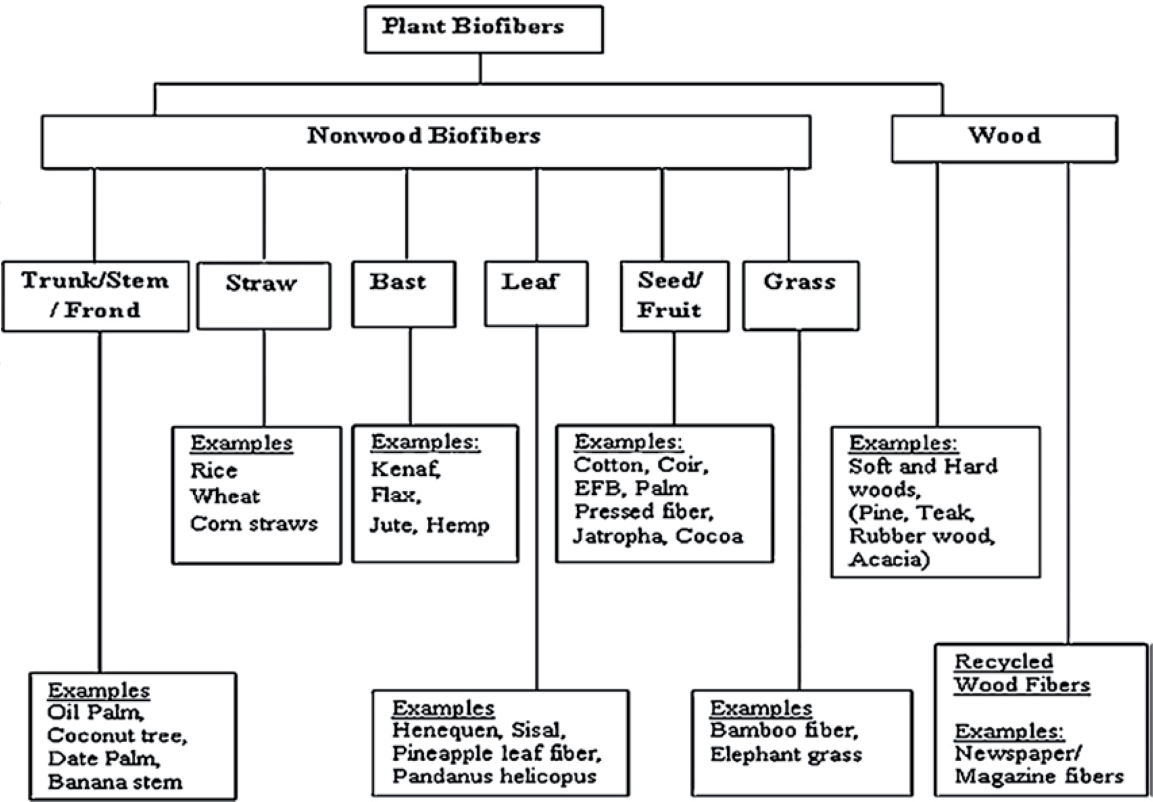 Plant Biofibers
Nonwood Biofibers
Wood
Trunk/Stem
/ Frond
Straw
Bast
Leaf
Seed/
Fruit
Grass
Examples
Rice
Wheat
Corn straws
Examples:
Kenaf,
Flax,
Jute, Hemp
Examples:
Cotton, Coir,
EFB, Palm
Pressed fiber,
Jatropha, Cocoa
Examples:
Soft and Hard
woods,
(Pine, Teak,
Rubber wood,
Acacia)
Examples
Oil Palm,
Coconut tree,
Date Palm,
Banana stem
Examples
Henequen, Sisal,
Pineapple leaf fiber,
Pandanus helicopus
Examples
Bamboo fiber,
Elephant grass
Recycled
Wood Fibers
Examples:
Newspaper/
Magazine fibers